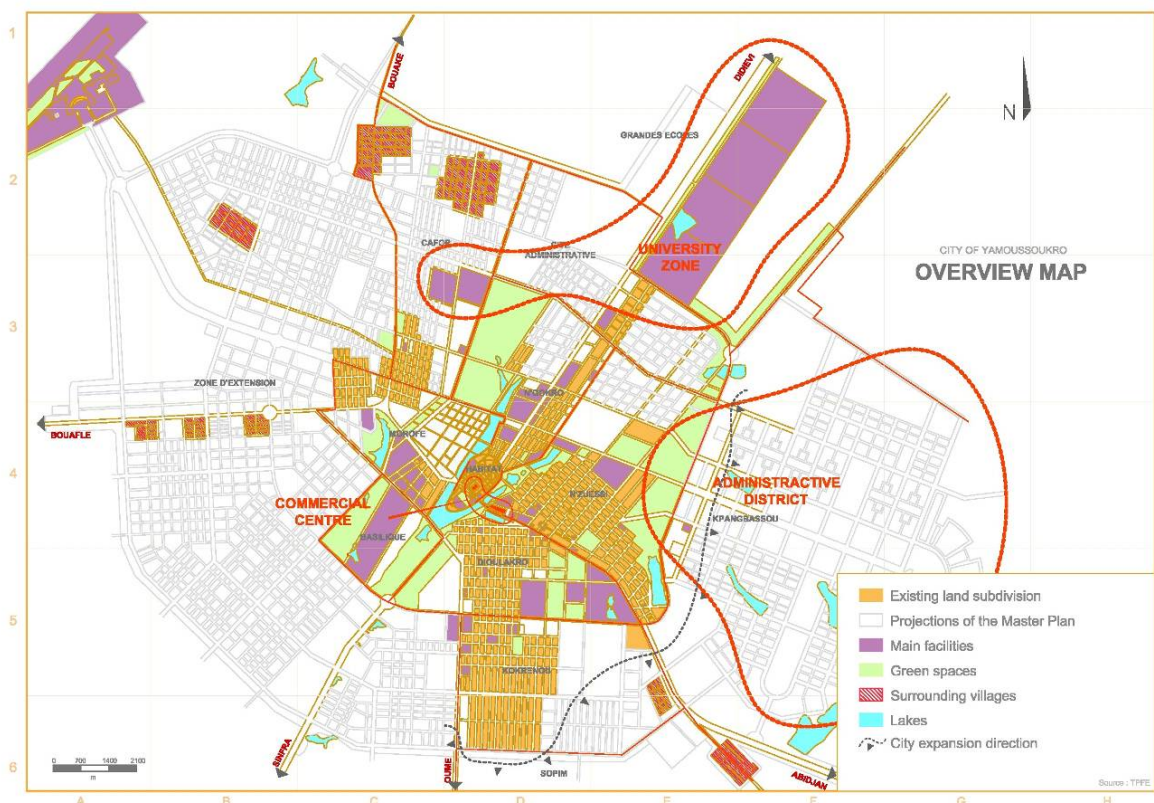 1
BOUAKE
DIDIEVI
N
GRANDES ECOLES
2
CAFOP
CITE
ADMINISTRATIVE
UNIVERSITY
ZONE
CITY OF YAMOUSSOUKRO
OVERVIEW MAP
3
ZONE D'EXTENSION
N'GOKRO
BOUAFLE
MOROFE
4
HABITAT
N'ZUESSI
ADMINISTRACTIVE
DISTRICT
COMMERCIAL
CENTRE
KPANGBASSOU
BASILIQUE
DIOULAKRO
5
KOKRENOU
Existing land subdivision
Projections of the Master Plan
Main facilities
Green spaces
Surrounding villages
Lakes
City expansion direction
SINFRA
OUME
SOPIM
ABIDJAN
6
0 700 1400 2100
m
Source : TPFE
A B C D E F G H